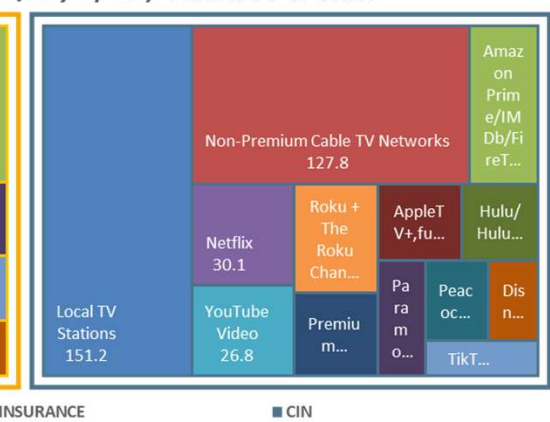 Local TV
Stations
151.2
Non-Premium Cable TV Networks
127.8
Amaz
on
Prim
e/IM
Db/Fi
reT...
Netflix
30.1
YouTube
Video
26.8
Roku +
The
Roku
Chan...
Premiu
m...
AppleT
V+,fu...
Hulu/
Hulu...
Pa
ra
m
o...
Peac
oc...
Dis
n...
TikT...
INSURANCE
CIN